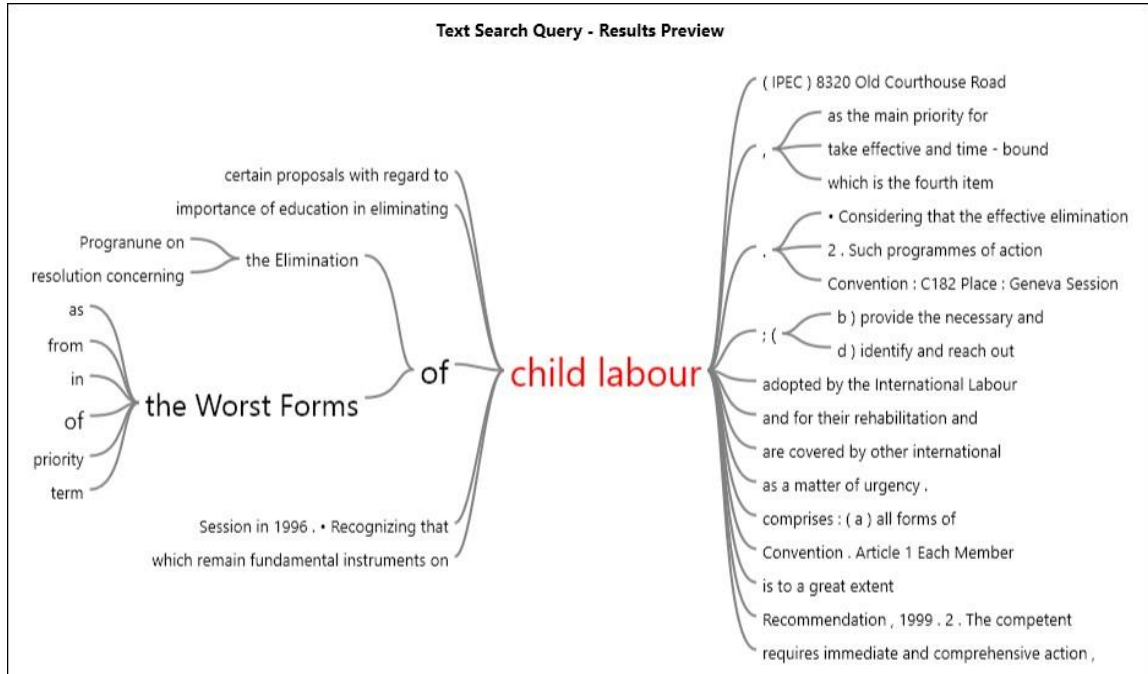 Text Search Query - Results Preview
certain proposals with regard to
importance of education in eliminating
Progranune on
resolution concerning
the Elimination
as
from
in
of
priority
term
the Worst Forms
of
Session in 1996 . • Recognizing that
which remain fundamental instruments on
child labour
( IPEC ) 8320 Old Courthouse Road
,
as the main priority for
take effective and time - bound
which is the fourth item
.
• Considering that the effective elimination
2 . Such programmes of action
Convention : C182 Place : Geneva Session
: (
b ) provide the necessary and
d ) identify and reach out
adopted by the International Labour
and for their rehabilitation and
are covered by other international
as a matter of urgency .
comprises : ( a ) all forms of
Convention . Article 1 Each Member
is to a great extent
Recommendation , 1999 . 2 . The competent
requires immediate and comprehensive action ,